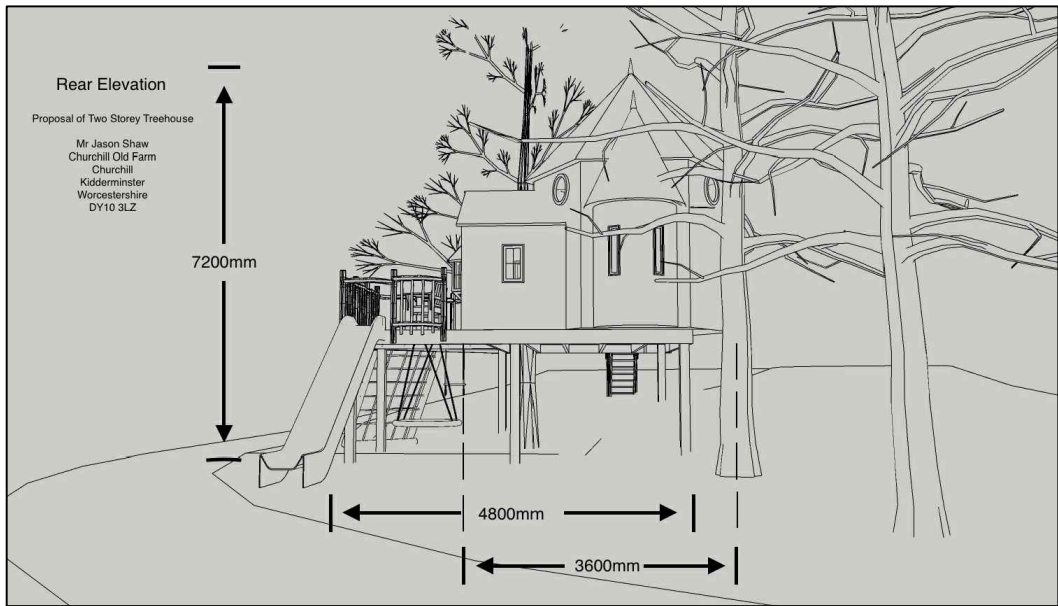 Rear Elevation
Proposal of Two Storey Treehouse
Mr Jason Shaw
Churchill Old Farm
Churchill
Kidderminster
Worcestershire
DY10 3LZ
7200mm
4800mm
3600mm